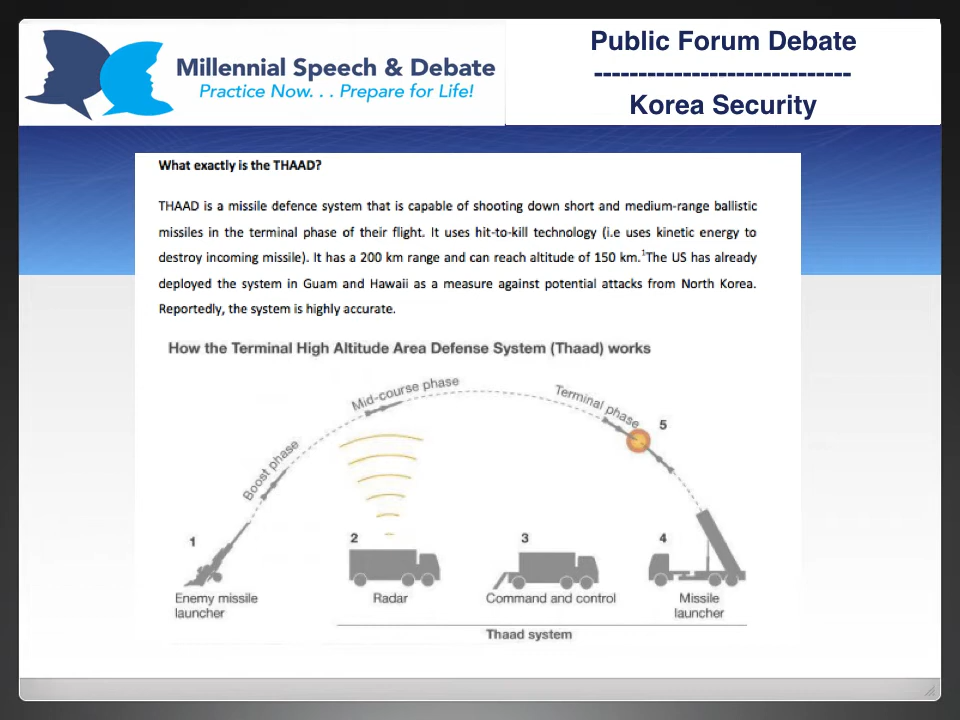 Millennial Speech & Debate
Practice Now. . . Prepare for Life!
Public Forum Debate
-----------------------------
Korea Security
What exactly is the THAAD?
THAAD is a missile defence system that is capable of shooting down short and medium-range ballistic
missiles in the terminal phase of their flight. It uses hit-to-kill technology (i.e uses kinetic energy to
destroy incoming missile). It has a 200 km range and can reach altitude of 150 km.¹The US has already
deployed the system in Guam and Hawaii as a measure against potential attacks from North Korea.
Reportedly, the system is highly accurate.
How the Terminal High Altitude Area Defense System (Thaad) works
Boost phase
Mid-course phase
Terminal phase
5
1
2
3
4
Enemy missile
launcher
Radar
Command and control
Missile
launcher
Thaad system